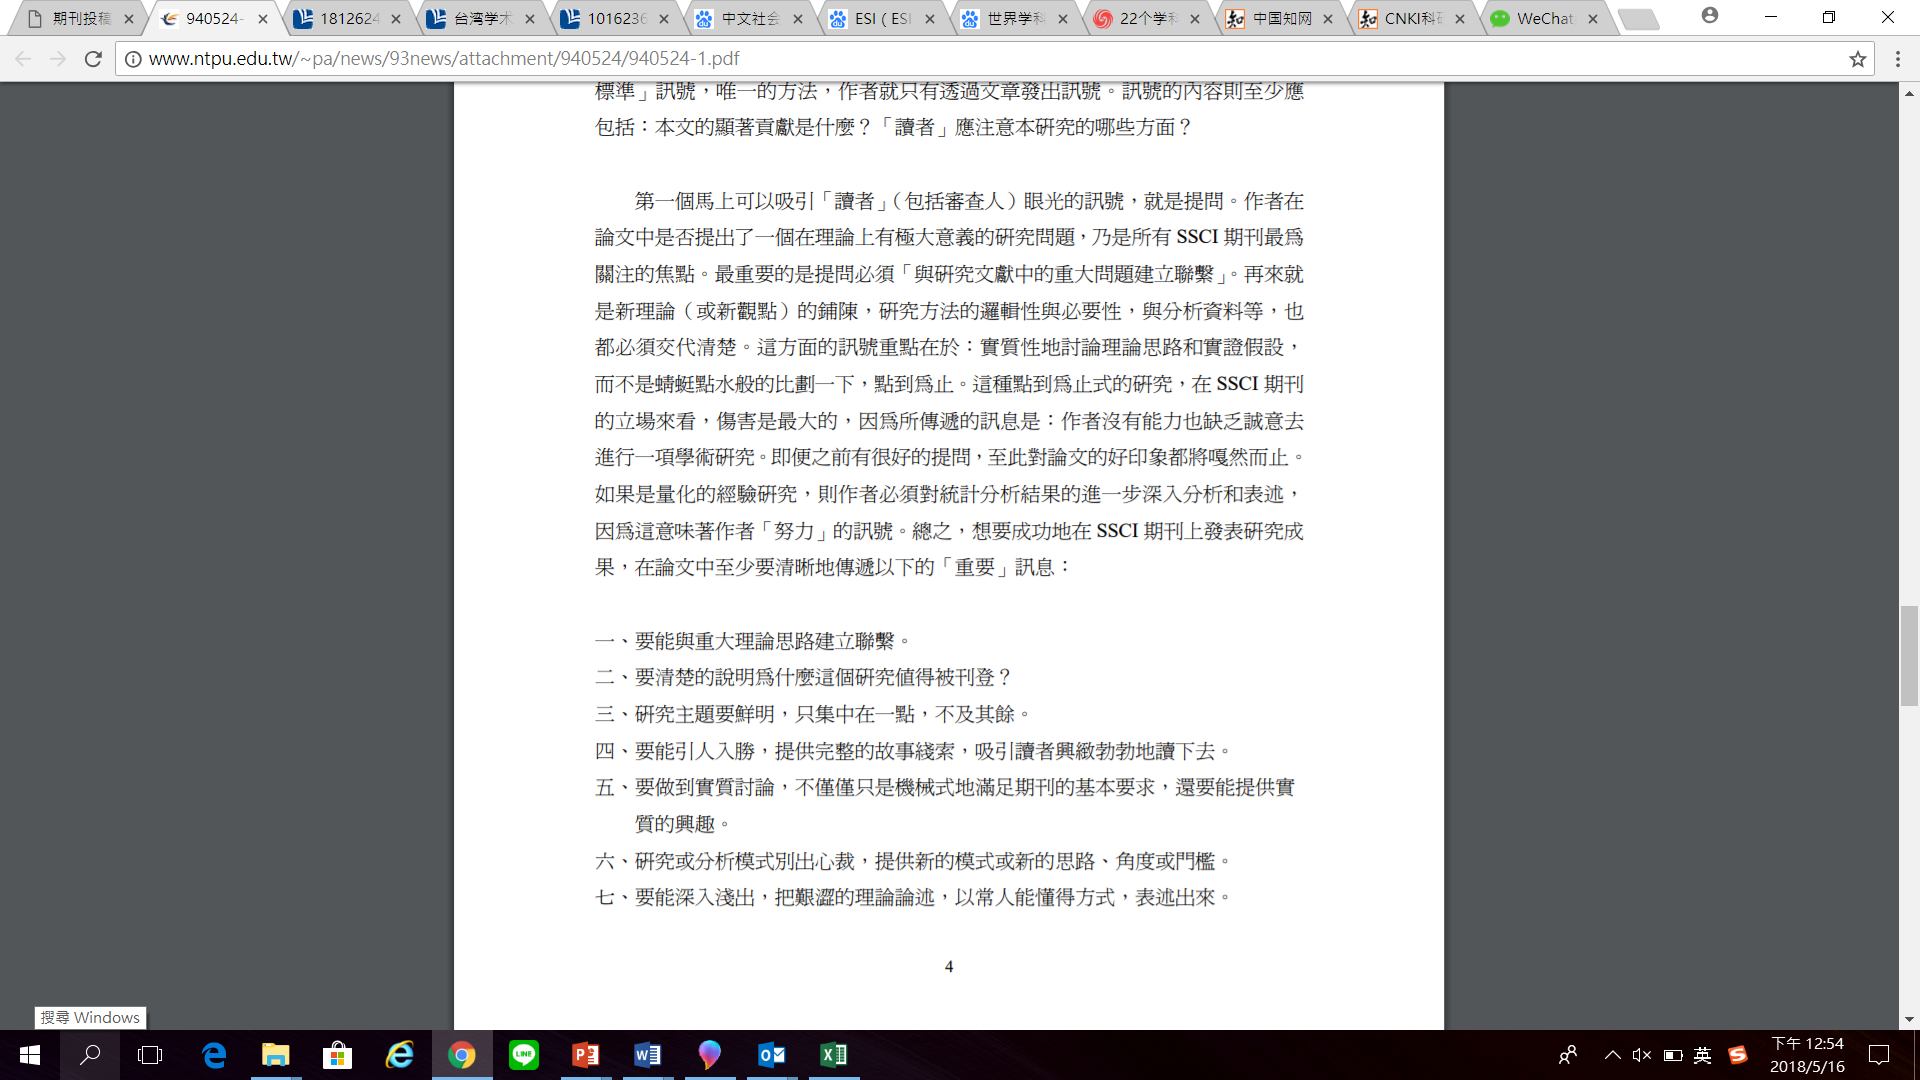 期刊投稿
940524-
1812624
台湾学术
1016236
中文社会
ESI（ESI
世界学科
22个学科
中国知网
CNKI科研
WeChat
www.ntpu.edu.tw/~pa/news/93news/attachment/940524/940524-1.pdf
標準」訊號，唯一的方法，作者就只有透過文章發出訊號。訊號的內容則至少應
包括：本文的顯著貢獻是什麼？「讀者」應注意本研究的哪些方面？
第一個馬上可以吸引「讀者」（包括審查人）眼光的訊號，就是提問。作者在
論文中是否提出了一個在理論上有極大意義的研究問題，乃是所有 SSCI 期刊最為
關注的焦點。最重要的是提問必須「與研究文獻中的重大問題建立聯繫」。再來就
是新理論（或新觀點）的鋪陳，研究方法的邏輯性與必要性，與分析資料等，也
都必須交代清楚。這方面的訊號重點在於：實質性地討論理論思路和實證假設，
而不是蜻蜓點水般的比劃一下，點到為止。這種點到為止式的研究，在 SSCI 期刊
的立場來看，傷害是最大的，因為所傳遞的訊息是：作者沒有能力也缺乏誠意去
進行一項學術研究。即便之前有很好的提問，至此對論文的好印象都將嘎然而止。
如果是量化的經驗研究，則作者必須對統計分析結果的進一步深入分析和表述，
因為這意味著作者「努力」的訊號。總之，想要成功地在 SSCI 期刊上發表研究成
果，在論文中至少要清晰地傳遞以下的「重要」訊息：
一、要能與重大理論思路建立聯繫。
二、要清楚的說明為什麼這個研究值得被刊登？
三、研究主題要鮮明，只集中在一點，不及其餘。
四、要能引人入勝，提供完整的故事綫索，吸引讀者興緻勃勃地讀下去。
五、要做到實質討論，不僅僅只是機械式地滿足期刊的基本要求，還要能提供實
質的興趣。
六、研究或分析模式別出心裁，提供新的模式或新的思路、角度或門檻。
七、要能深入淺出，把艱澀的理論論述，以常人能懂得方式，表述出來。
4
搜尋 Windows
英
下午 12:54
2018/5/16